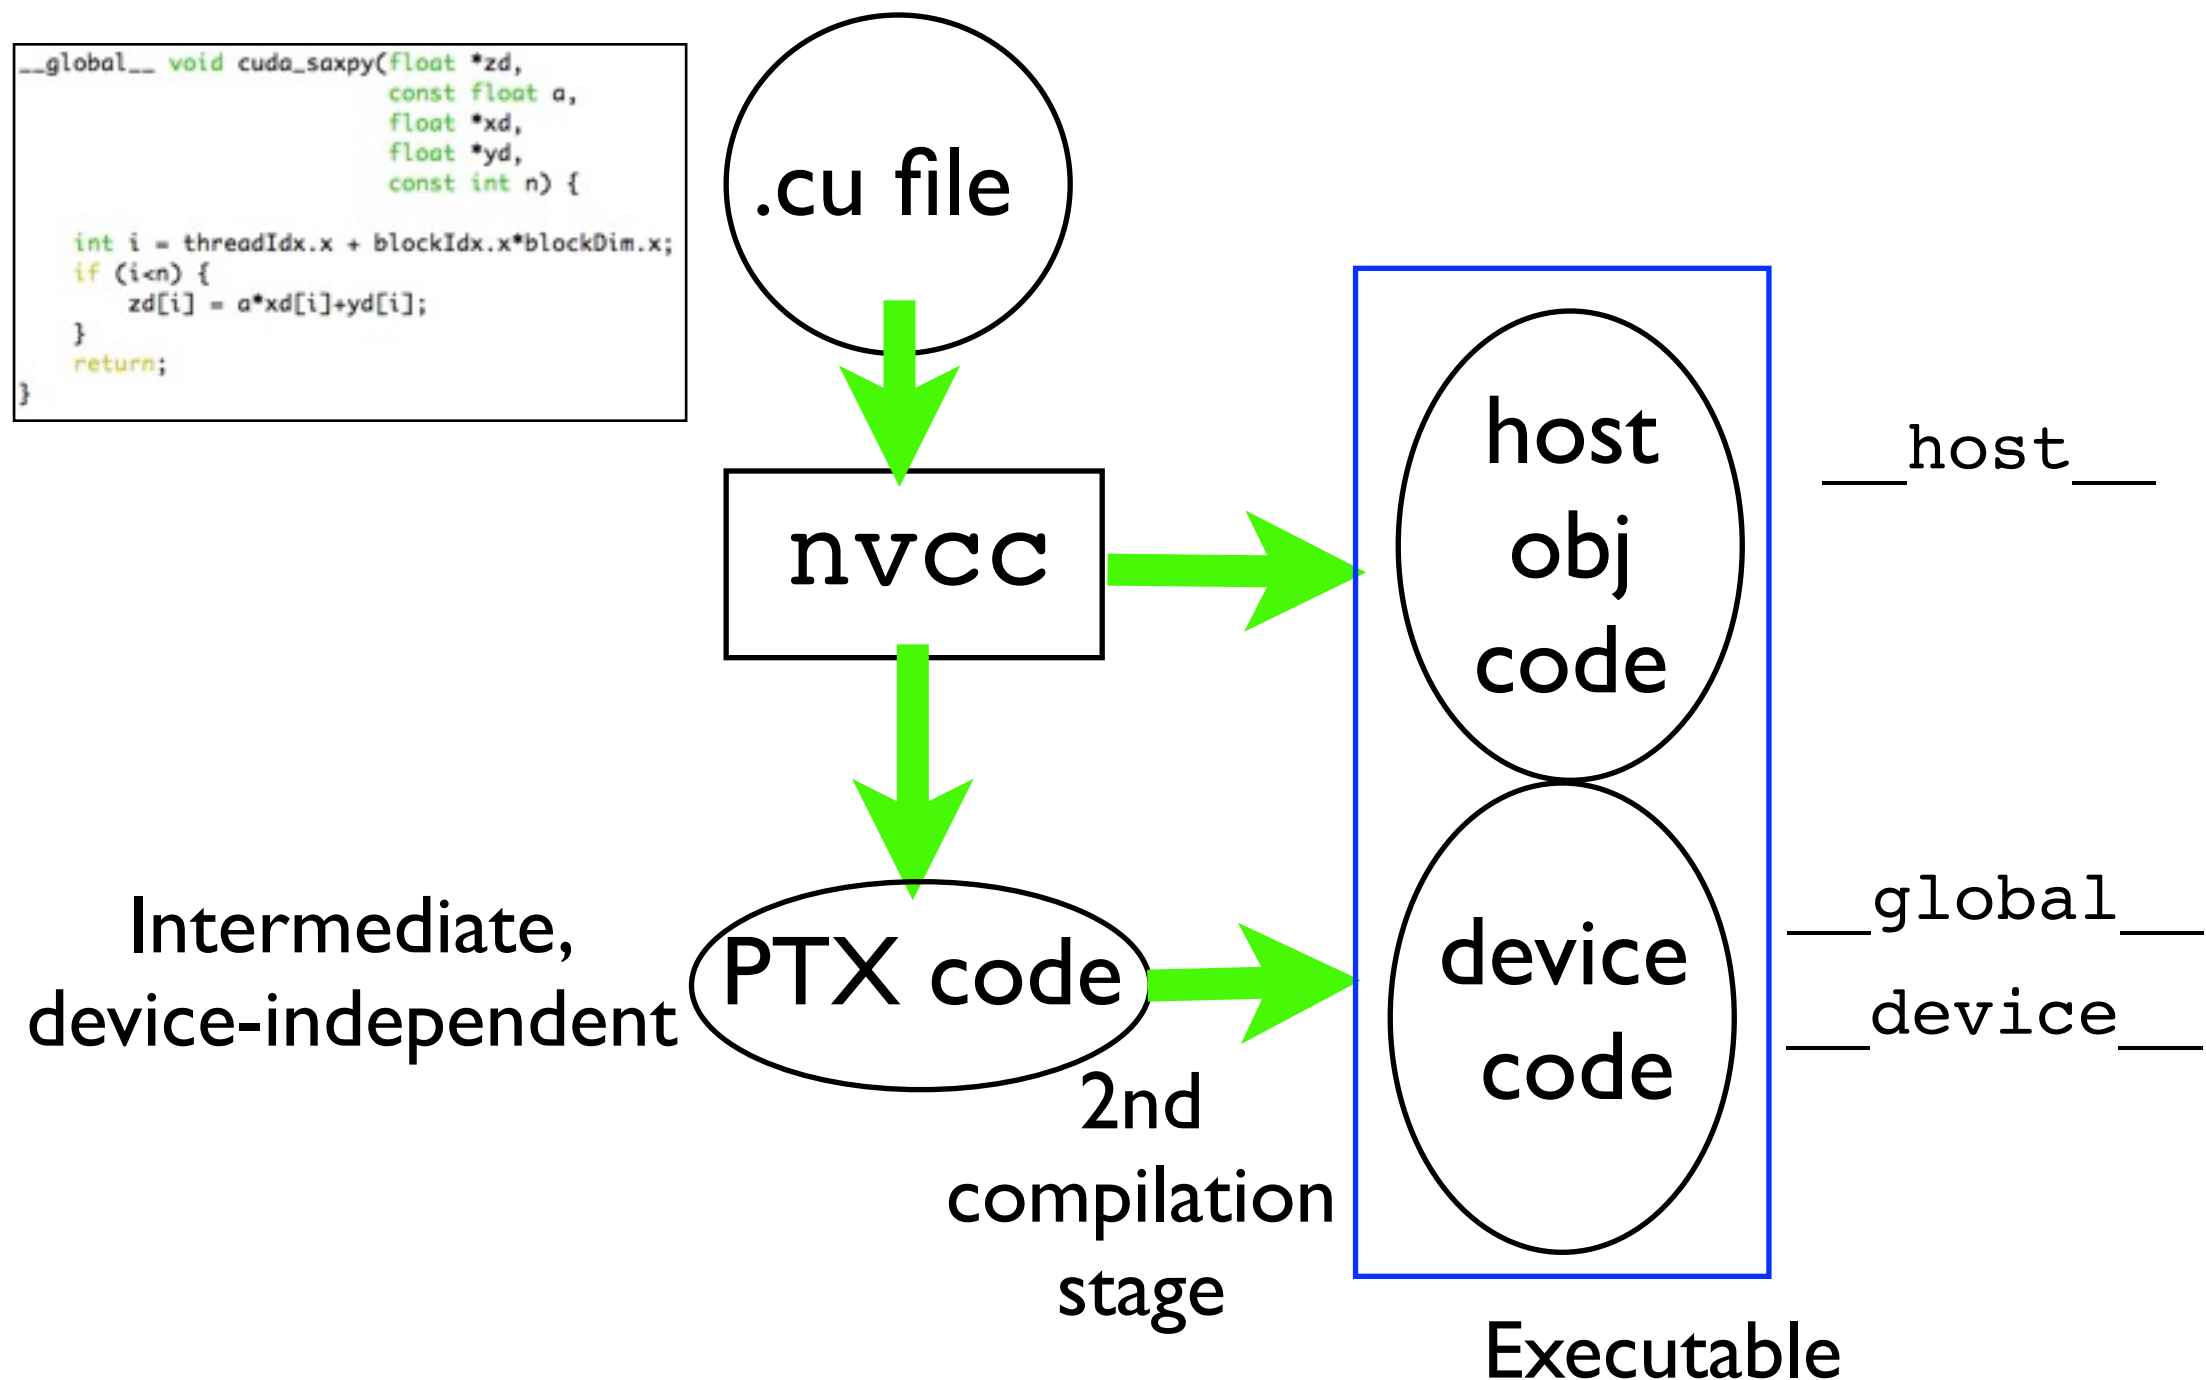 __global__ void cuda_saxpy(float *zd,
const float a,
float *xd,
float *yd,
const int n) {
int i = threadIdx.x + blockIdx.x*blockDim.x;
if (i<n) {
zd[i] = a*xd[i]+yd[i];
}
return;
}
.cu file
nvcc
host
obj
code
__host__
Intermediate,
device-independent
PTX code
2nd
compilation
stage
device
code
__global__
__device__
Executable